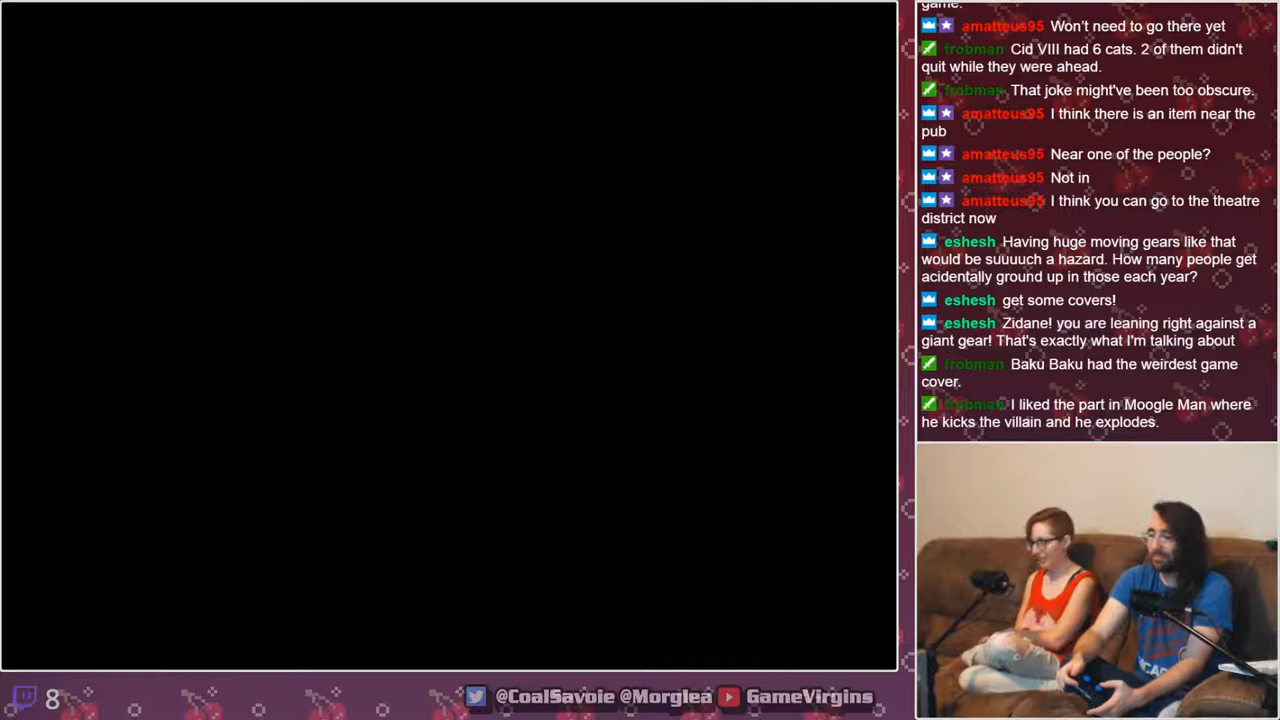 game.
amatteus95 Won't need to go there yet
frobman Cid VIII had 6 cats. 2 of them didn't
quit while they were ahead.
frobman That joke might've been too obscure.
amatteus95 I think there is an item near the
pub
amatteus95 Near one of the people?
amatteus95 Not in
amatteus95 I think you can go to the theatre
district now
eshesh Having huge moving gears like that
would be suuuuch a hazard. How many people get
acidentally ground up in those each year?
eshesh get some covers!
eshesh Zidane! you are leaning right against a
giant gear! That's exactly what I'm talking about
frobman Baku Baku had the weirdest game
cover.
frobman I liked the part in Moogle Man where
he kicks the villain and he explodes.
8 @CoalSavoie @Morglea GameVirgins